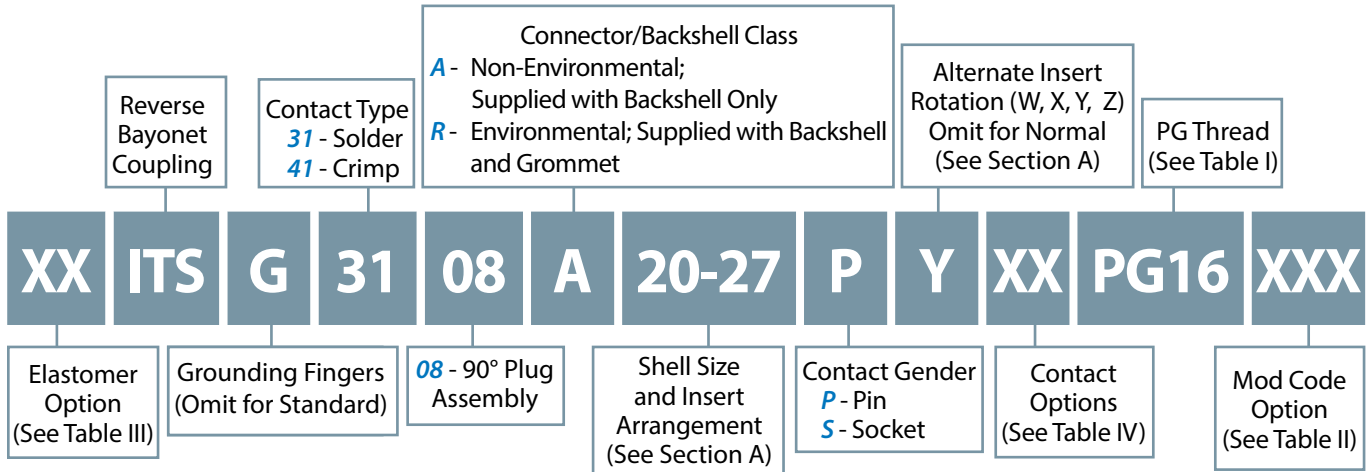 Connector/Backshell Class
A - Non-Environmental;
Supplied with Backshell Only
R - Environmental; Supplied with Backshell
and Grommet
Reverse
Bayonet
Coupling
Contact Type
31 - Solder
41 - Crimp
Alternate Insert
Rotation (W, X, Y, Z)
Omit for Normal
(See Section A)
PG Thread
(See Table I)
XX ITS G 31 08 A 20-27 P Y XX PG16 XXX
Elastomer
Option
(See Table III)
Grounding Fingers
(Omit for Standard)
08 - 90° Plug
Assembly
Shell Size
and Insert
Arrangement
(See Section A)
Contact Gender
P - Pin
S - Socket
Contact
Options
(See Table IV)
Mod Code
Option
(See Table II)